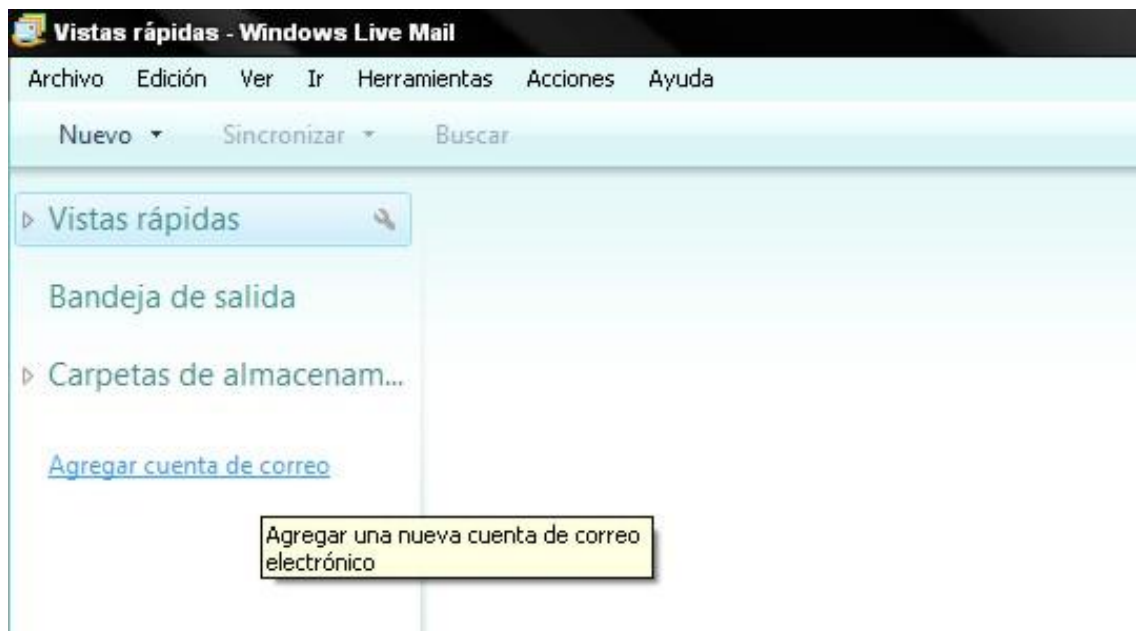 Vistas rápidas - Windows Live Mail
Archivo Edición Ver Ir Herramientas Acciones Ayuda
Nuevo Sincronizar Buscar
Vistas rápidas
Bandeja de salida
Carpetas de almacenam...
Agregar cuenta de correo
Agregar una nueva cuenta de correo
electrónico